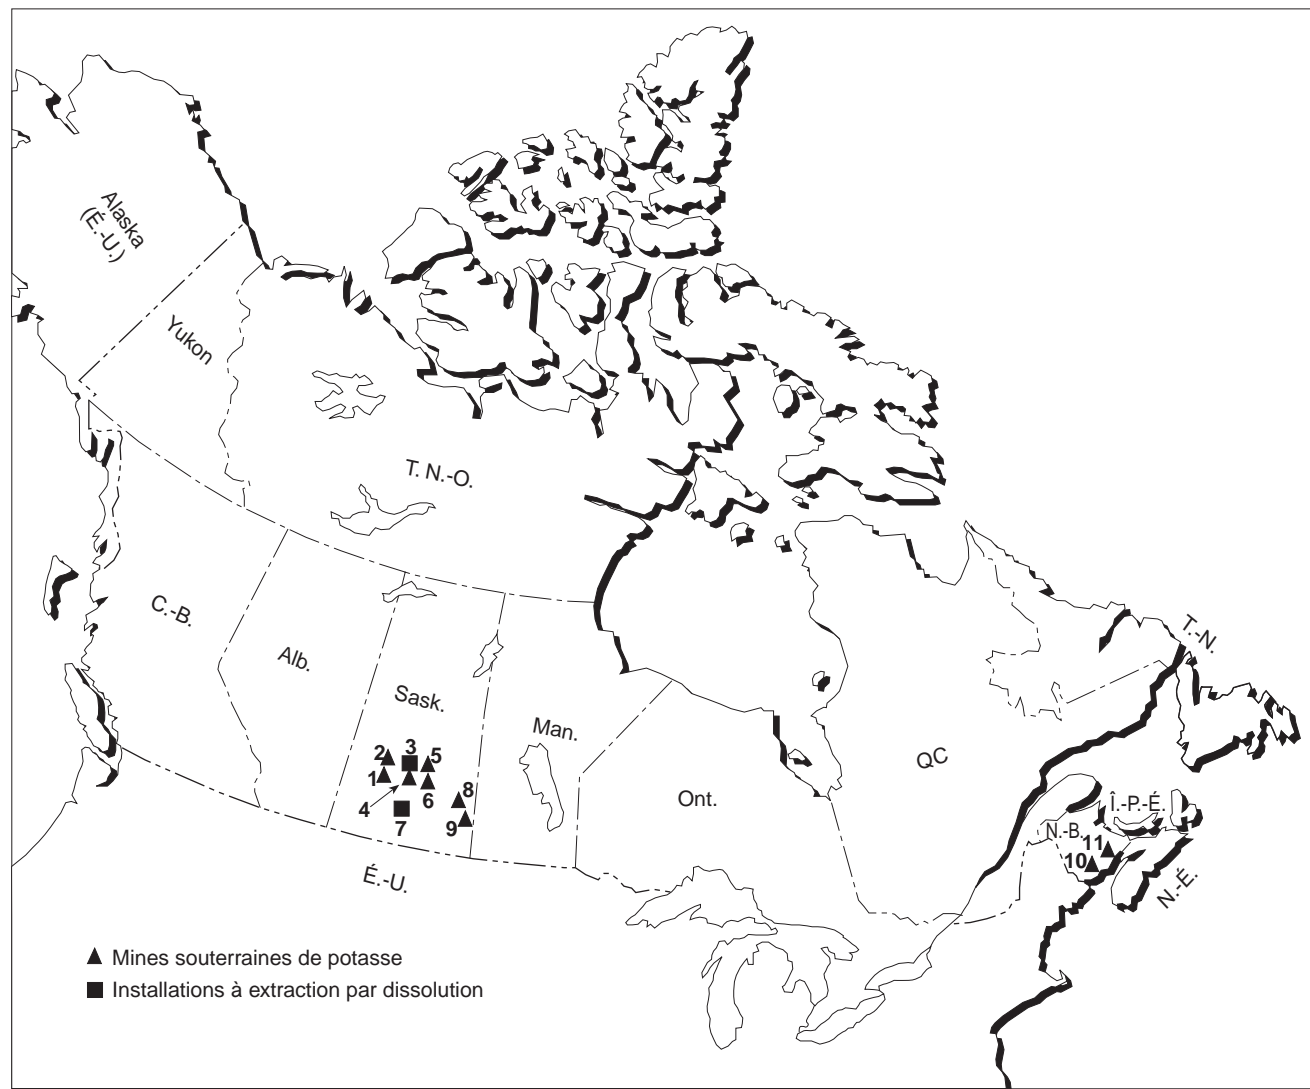 Alaska
(É.-U.)
Yukon
T. N.-O.
C.-B.
Alb.
Sask.
Man.
Ont.
QC
T.-N.
Î.-P.-É.
N.-B.
N.-É.
2
3
5
1
4
6
8
7
9
11
10
É.-U.
Mines souterraines de potasse
Installations à extraction par dissolution